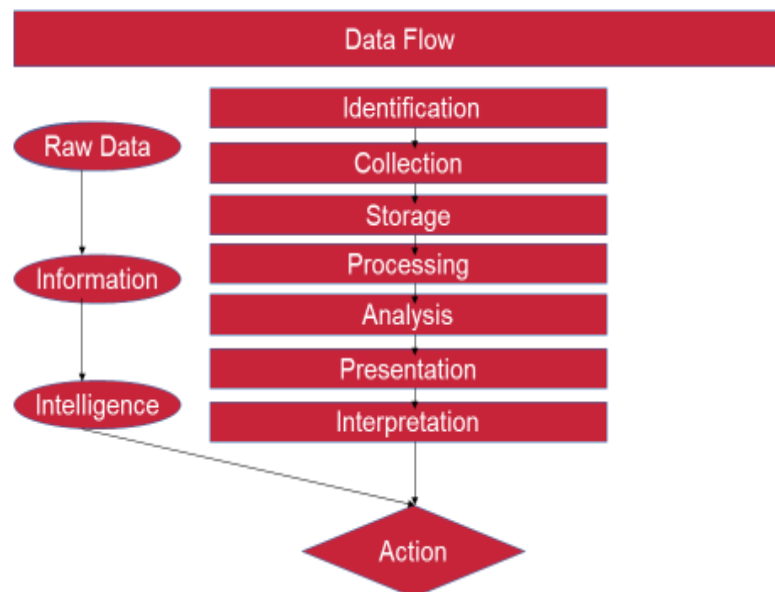 Data Flow
Raw Data
Information
Intelligence
Identification
Collection
Storage
Processing
Analysis
Presentation
Interpretation
Action